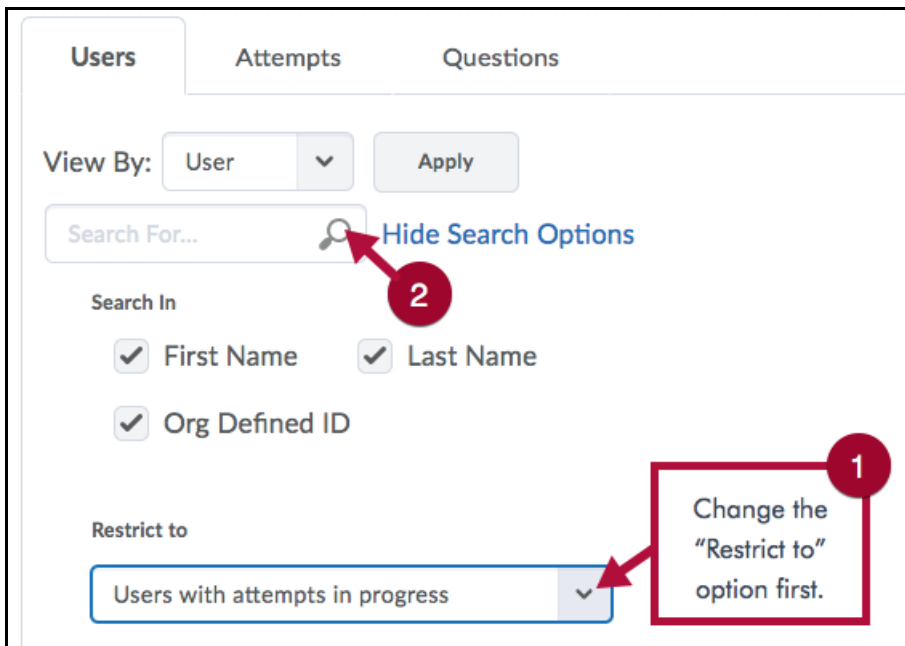 Users Attempts Questions
View By: User Apply
Search For... Hide Search Options
2
Search In
First Name Last Name
Org Defined ID
1
Change the
“Restrict to”
option first.
Restrict to
Users with attempts in progress